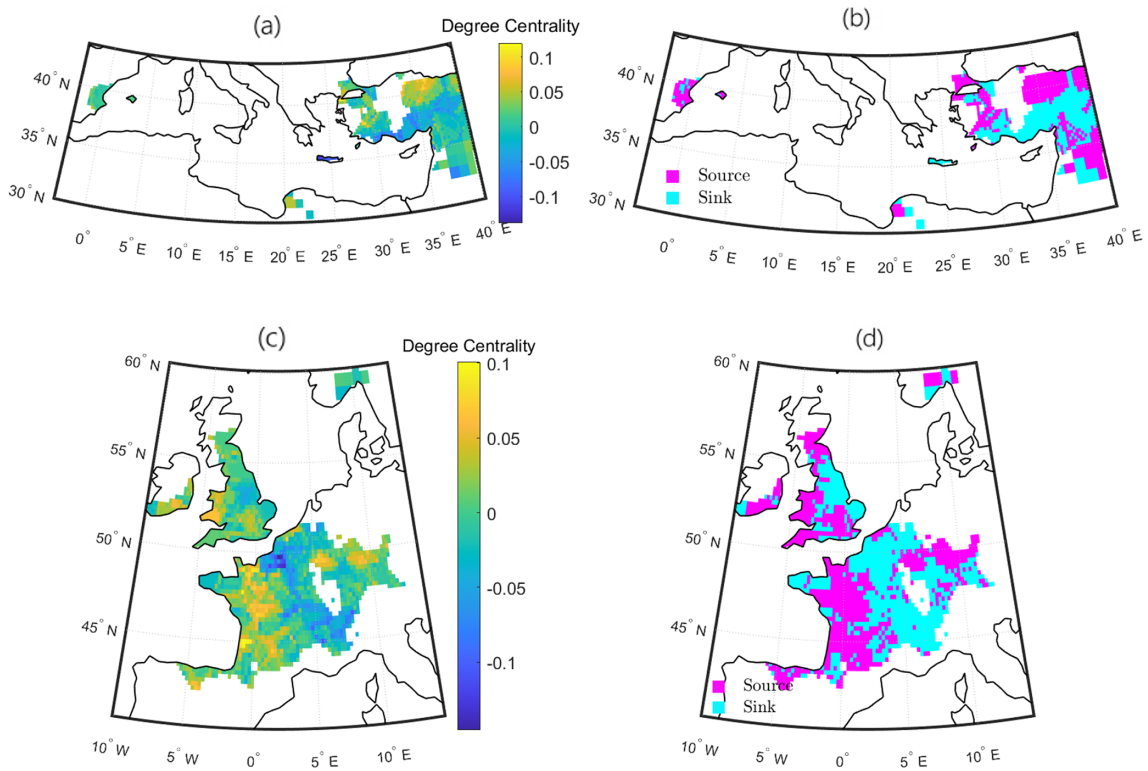 (a)
Degree Centrality
0.1
0.05
0
-0.05
-0.1
40° N
35° N
30° N
0°
5° E
10° E
15° E
20° E
25° E
30° E
35° E
40° E
(b)
40° N
35° N
30° N
Source
Sink
0°
5° E
10° E
15° E
20° E
25° E
30° E
35° E
40° E
(c)
Degree Centrality
0.1
0.05
0
-0.05
-0.1
60° N
55° N
50° N
45° N
10° W
5° W
0°
5° E
10° E
(d)
60° N
55° N
50° N
45° N
Source
Sink
10° W
5° W
0°
5° E
10° E